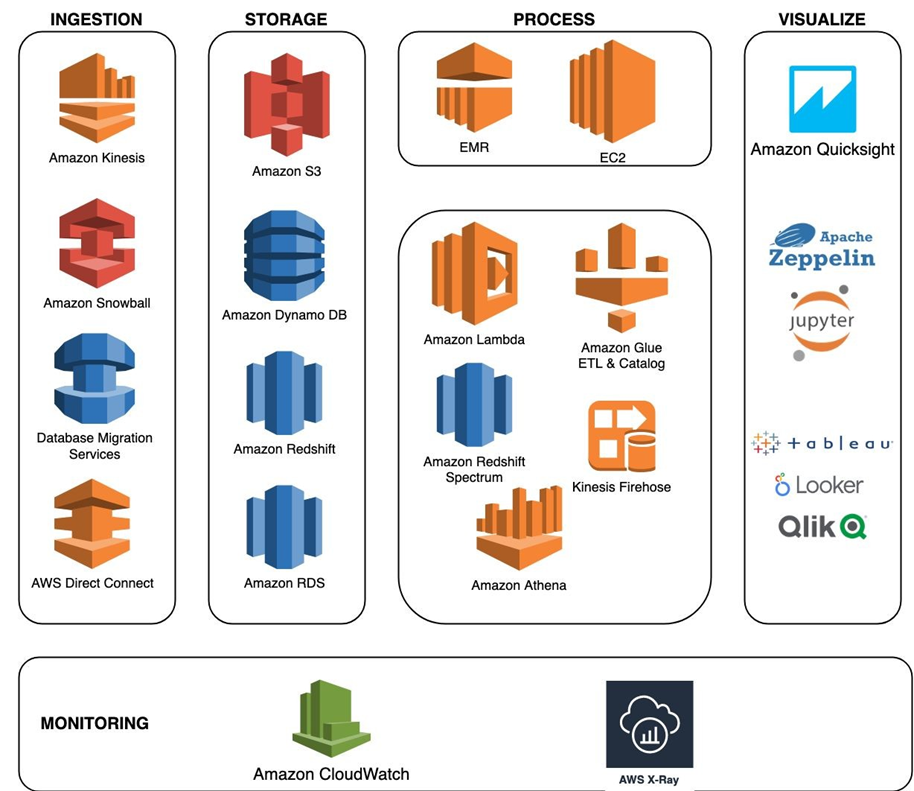 INGESTION
STORAGE
PROCESS
VISUALIZE
Amazon Kinesis
Amazon Snowball
Database Migration
Services
AWS Direct Connect
Amazon S3
Amazon Dynamo DB
Amazon Redshift
Amazon RDS
EMR
EC2
Amazon Lambda
Amazon Glue
ETL & Catalog
Amazon Redshift
Spectrum
Kinesis Firehose
Amazon Athena
Amazon Quicksight
Apache
Zeppelin
jupyter
+ a b l e a u
Looker
Qlik
MONITORING
Amazon CloudWatch
AWS X-Ray